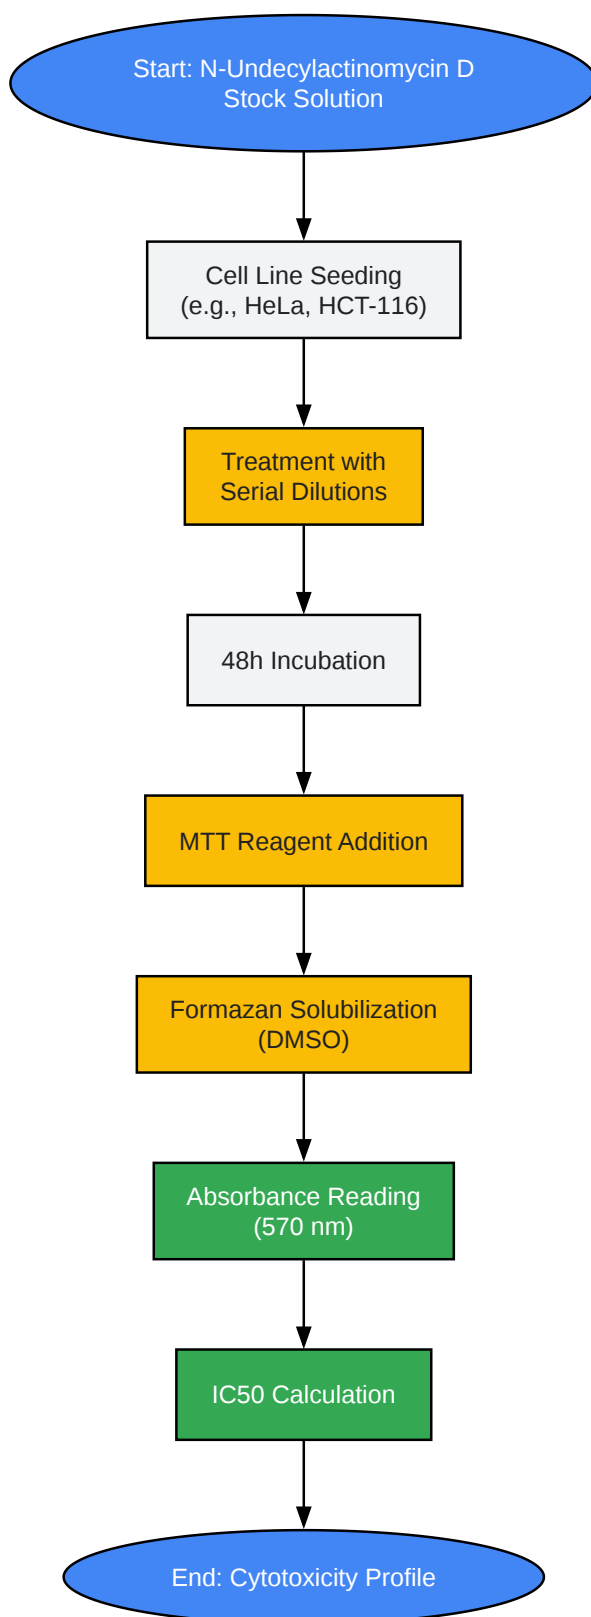 Start: N-Undecylactinomycin D
Stock Solution
Cell Line Seeding
(e.g., HeLa, HCT-116)
Treatment with
Serial Dilutions
48h Incubation
MTT Reagent Addition
Formazan Solubilization
(DMSO)
Absorbance Reading
(570 nm)
IC50 Calculation
End: Cytotoxicity Profile